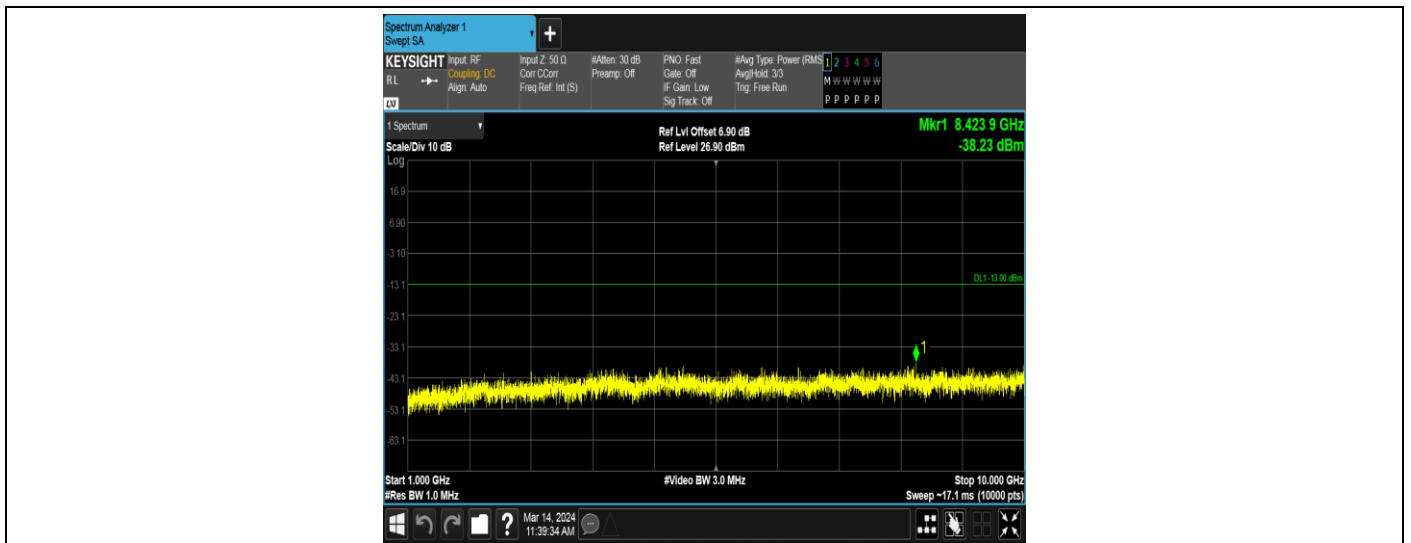 Spectrum Analyzer 1
Swept SA
+
KEYSIGHT Input: RF Input Z: 50 Ω #Atten: 30 dB PNO: Fast #Avg Type: Power (RMS 1 2 3 4 5 6
RL Coupling: DC Corr CCorr Preamp: Off Gate: Off Avg|Hold: 3/3 M W W W W W
Align: Auto Freq Ref: Int (S) IF Gain: Low Trig: Free Run
Sig Track: Off P P P P P P
1 Spectrum
Ref Lvl Offset 6.90 dB Mkr1 8.423 9 GHz
Scale/Div 10 dB Ref Level 26.90 dBm -38.23 dBm
Log
16.9
6.90
-3.10
DL1 -13.00 dBm
-13.1
-23.1
-33.1
1
-43.1
-53.1
-63.1
Start 1.000 GHz #Video BW 3.0 MHz Stop 10.000 GHz
#Res BW 1.0 MHz Sweep ~17.1 ms (10000 pts)
? Mar 14, 2024
11:39:34 AM